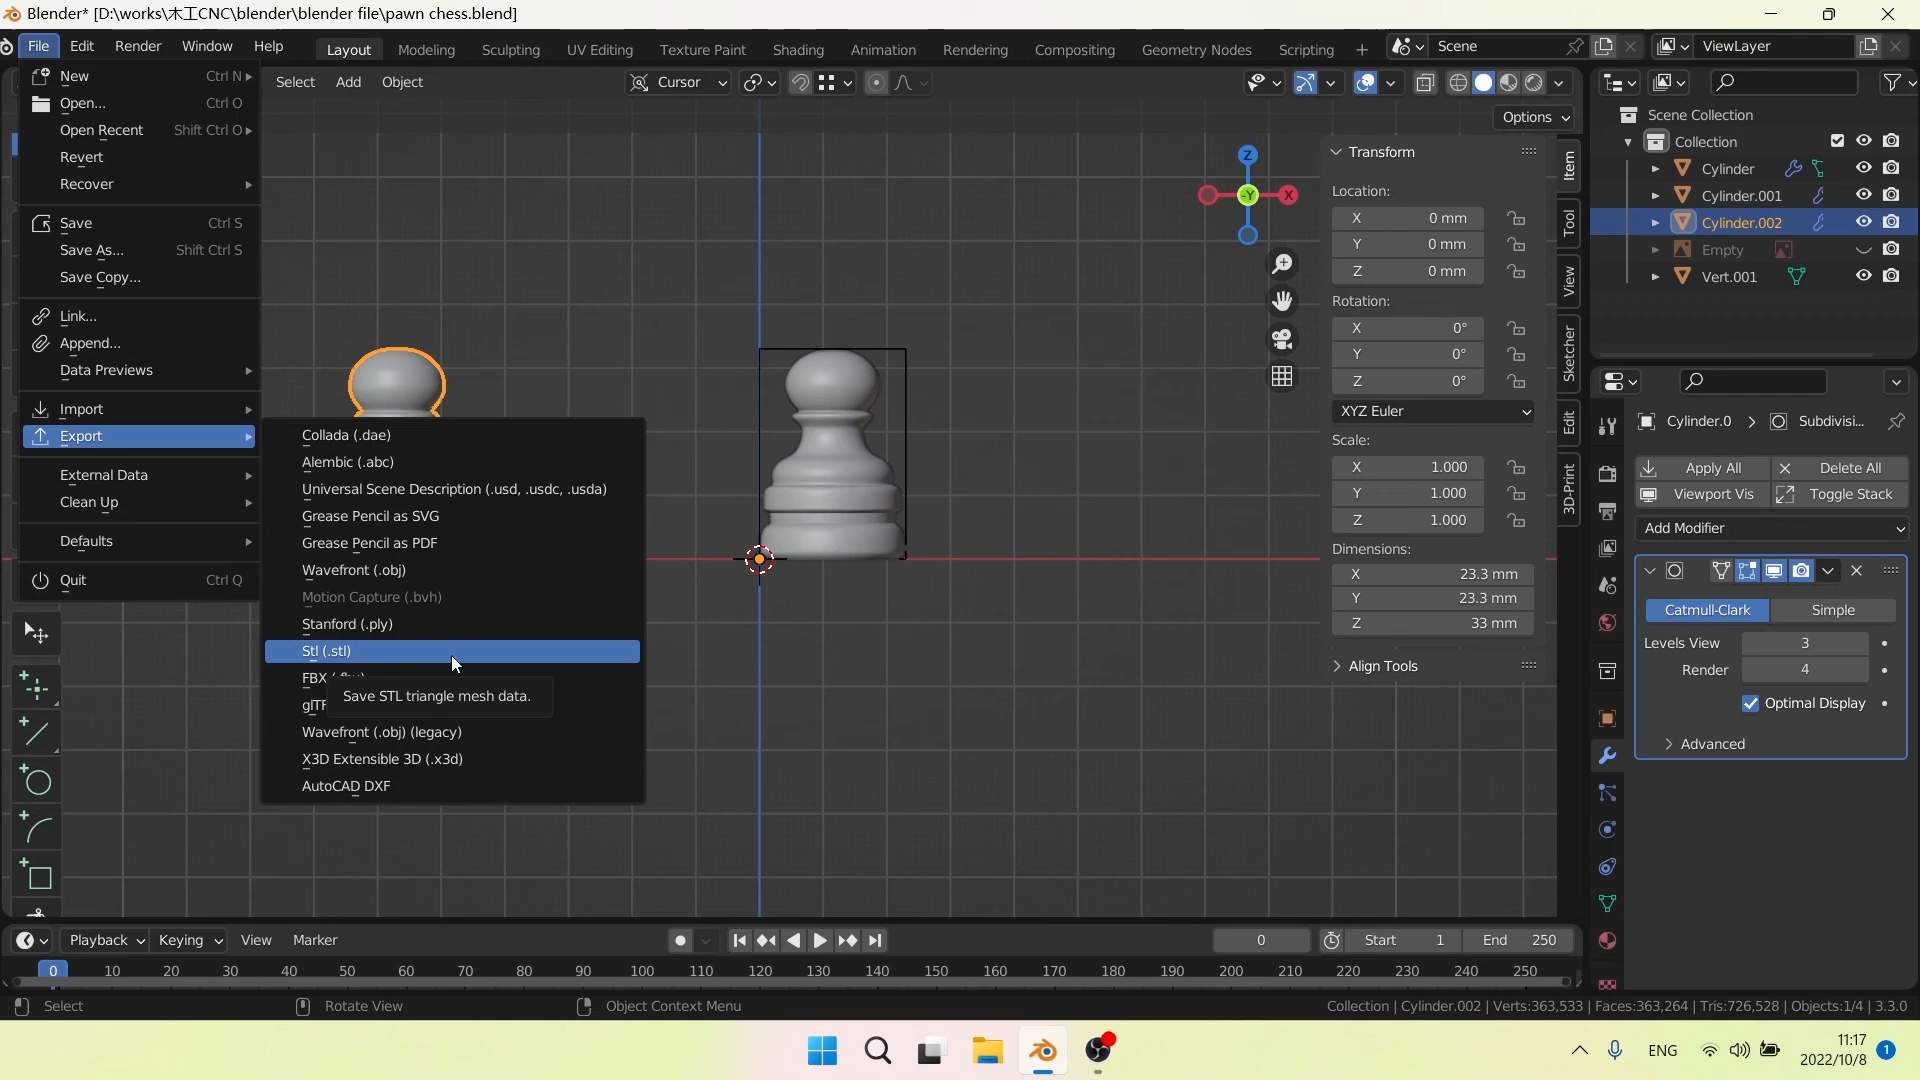 Blender* [D:\works\木工CNC\blender\blender file\pawn chess.blend]
File Edit Render Window Help Layout Modeling Sculpting UV Editing Texture Paint Shading Animation Rendering Compositing Geometry Nodes Scripting + Scene ViewLayer
Select Add Object Cursor
Options
New Ctrl N
Open... Ctrl O
Open Recent Shift Ctrl O
Revert
Recover
Save Ctrl S
Save As... Shift Ctrl S
Save Copy...
Link...
Append...
Data Previews
Import
Export
External Data
Clean Up
Defaults
Quit Ctrl Q
Collada (.dae)
Alembic (.abc)
Universal Scene Description (.usd, .usdc, .usda)
Grease Pencil as SVG
Grease Pencil as PDF
Wavefront (.obj)
Motion Capture (.bvh)
Stanford (.ply)
Stl (.stl)
FBX
glTF
Save STL triangle mesh data.
Wavefront (.obj) (legacy)
X3D Extensible 3D (.x3d)
AutoCAD DXF
Z
-Y
X
Transform
Location:
X 0 mm
Y 0 mm
Z 0 mm
Rotation:
X 0°
Y 0°
Z 0°
XYZ Euler
Scale:
X 1.000
Y 1.000
Z 1.000
Dimensions:
X 23.3 mm
Y 23.3 mm
Z 33 mm
Align Tools
Item
Tool
View
Sketcher
Edit
3D-Print
Scene Collection
Collection
Cylinder
Cylinder.001
Cylinder.002
Empty
Vert.001
Cylinder.0 Subdivisi...
Apply All Delete All
Viewport Vis Toggle Stack
Add Modifier
Catmull-Clark Simple
Levels View 3
Render 4
Optimal Display
Advanced
Playback Keying View Marker 0 Start 1 End 250
0 10 20 30 40 50 60 70 80 90 100 110 120 130 140 150 160 170 180 190 200 210 220 230 240 250
Select Rotate View Object Context Menu Collection | Cylinder.002 | Verts:363,533 | Faces:363,264 | Tris:726,528 | Objects:1/4 | 3.3.0
ENG
11:17
2022/10/8
1